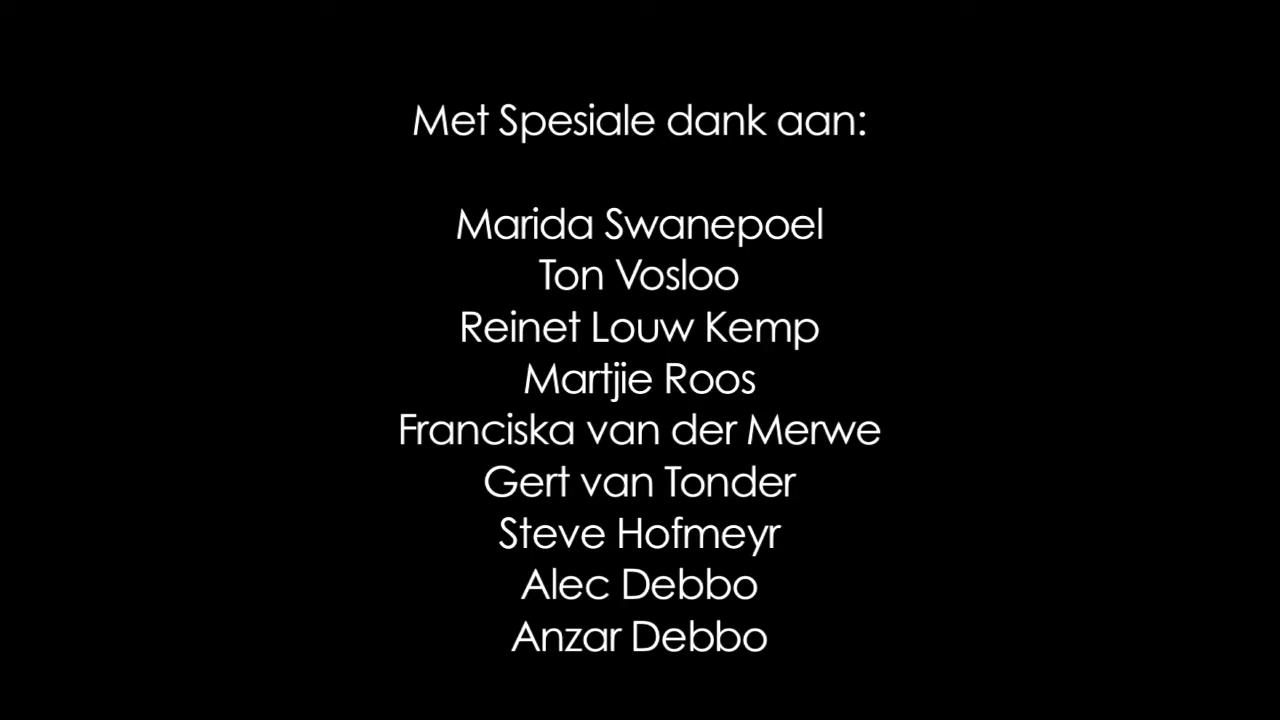 Met Spesiale dank aan:
Marida Swanepoel
Ton Vosloo
Reinet Louw Kemp
Martjie Roos
Franciska van der Merwe
Gert van Tonder
Steve Hofmeyr
Alec Debbo
Anzar Debbo